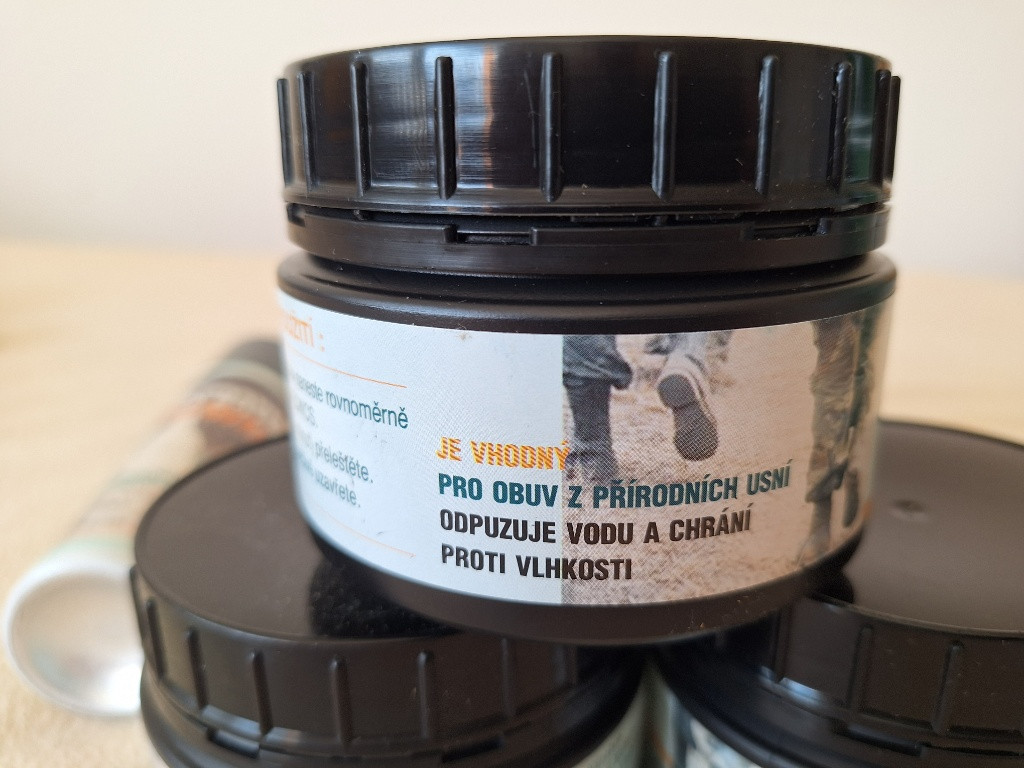 rovnoměrně
přeleštěte.
uzavřete.
JE VHODNÝ
PRO OBUV Z PŘÍRODNÍCH USNÍ
ODPUZUJE VODU A CHRÁNÍ
PROTI VLHKOSTI